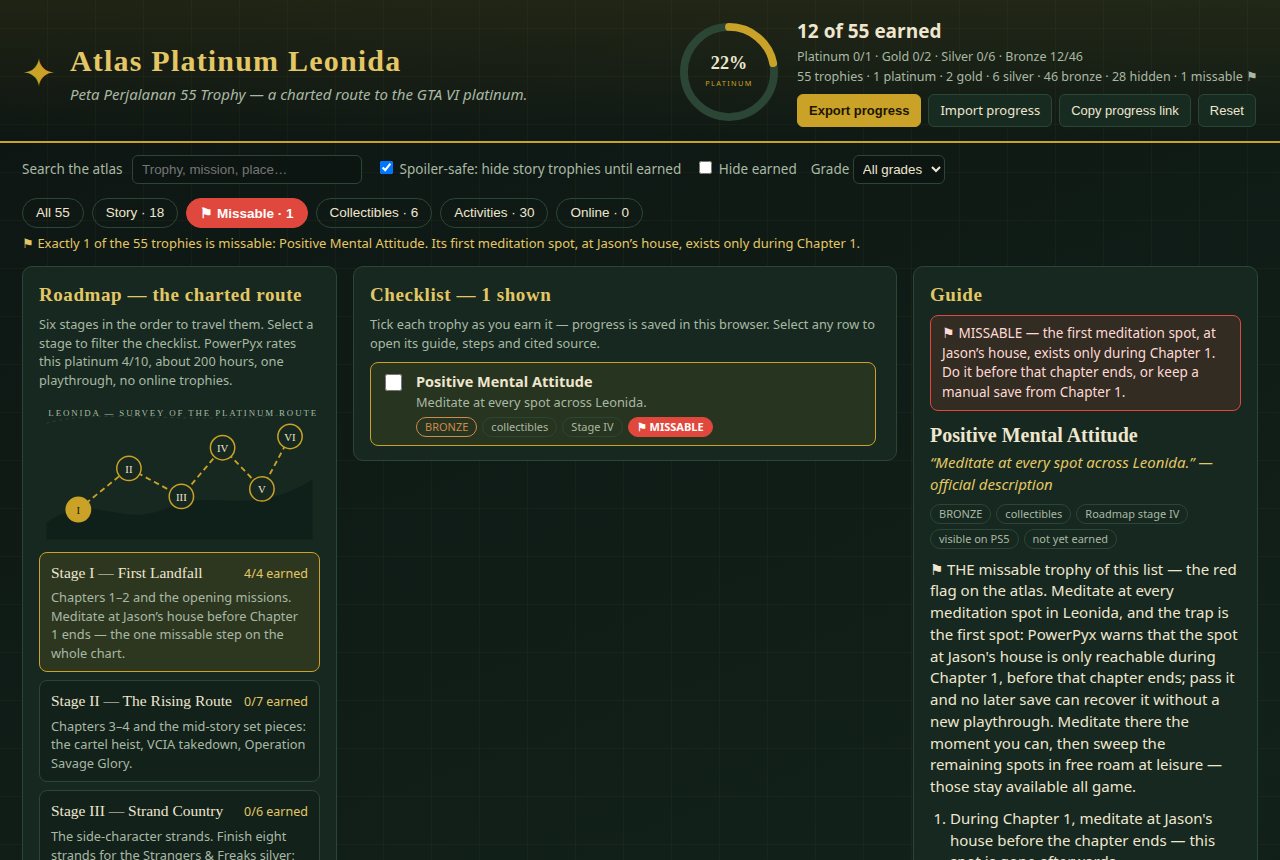 ✦ Atlas Platinum Leonida
Peta Perjalanan 55 Trophy — a charted route to the GTA VI platinum.
22%
PLATINUM
12 of 55 earned
Platinum 0/1 · Gold 0/2 · Silver 0/6 · Bronze 12/46
55 trophies · 1 platinum · 2 gold · 6 silver · 46 bronze · 28 hidden · 1 missable ⚑
Export progress
Import progress
Copy progress link
Reset
Search the atlas
Trophy, mission, place…
Spoiler-safe: hide story trophies until earned
Hide earned
Grade
All grades
All 55
Story · 18
⚑ Missable · 1
Collectibles · 6
Activities · 30
Online · 0
⚑ Exactly 1 of the 55 trophies is missable: Positive Mental Attitude. Its first meditation spot, at Jason’s house, exists only during Chapter 1.
Roadmap — the charted route
Six stages in the order to travel them. Select a
stage to filter the checklist. PowerPyx rates
this platinum 4/10, about 200 hours, one
playthrough, no online trophies.
LEONIDA — SURVEY OF THE PLATINUM ROUTE
I
II
III
IV
V
VI
Stage I — First Landfall
4/4 earned
Chapters 1–2 and the opening missions.
Meditate at Jason’s house before Chapter
1 ends — the one missable step on the
whole chart.
Stage II — The Rising Route
0/7 earned
Chapters 3–4 and the mid-story set pieces:
the cartel heist, VCIA takedown, Operation
Savage Glory.
Stage III — Strand Country
0/6 earned
The side-character strands. Finish eight
strands for the Strangers & Freaks silver;
Checklist — 1 shown
Tick each trophy as you earn it — progress is saved in this browser. Select any row to
open its guide, steps and cited source.
Positive Mental Attitude
Meditate at every spot across Leonida.
BRONZE
collectibles
Stage IV
⚑ MISSABLE
Guide
⚑ MISSABLE — the first meditation spot, at
Jason’s house, exists only during Chapter 1.
Do it before that chapter ends, or keep a
manual save from Chapter 1.
Positive Mental Attitude
“Meditate at every spot across Leonida.” —
official description
BRONZE
collectibles
Roadmap stage IV
visible on PS5
not yet earned
⚑ THE missable trophy of this list — the red
flag on the atlas. Meditate at every
meditation spot in Leonida, and the trap is
the first spot: PowerPyx warns that the spot
at Jason's house is only reachable during
Chapter 1, before that chapter ends; pass it
and no later save can recover it without a
new playthrough. Meditate there the
moment you can, then sweep the
remaining spots in free roam at leisure —
those stay available all game.
1. During Chapter 1, meditate at Jason's
house before the chapter ends — this
spot is gone afterwards.